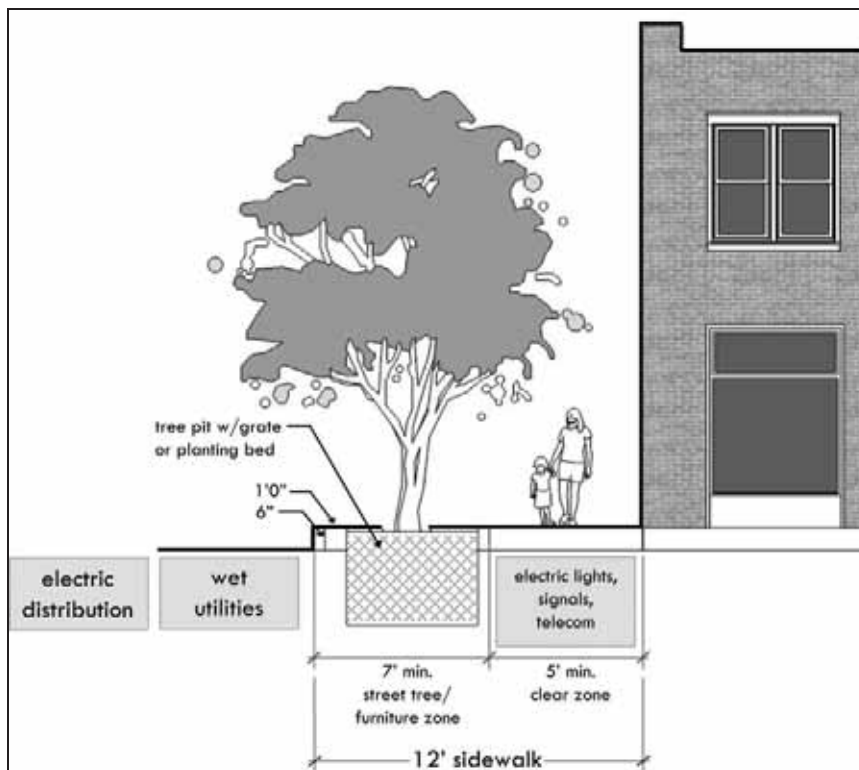 tree pit w/grate
or planting bed
1'0"
6"
electric
distribution
wet
utilities
electric lights,
signals,
telecom
7' min.
street tree/
furniture zone
5' min.
clear zone
12' sidewalk